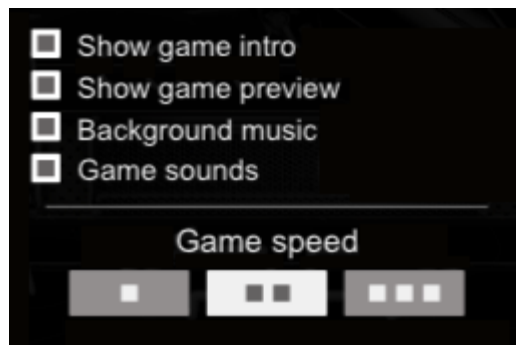 Show game intro
Show game preview
Background music
Game sounds
Game speed